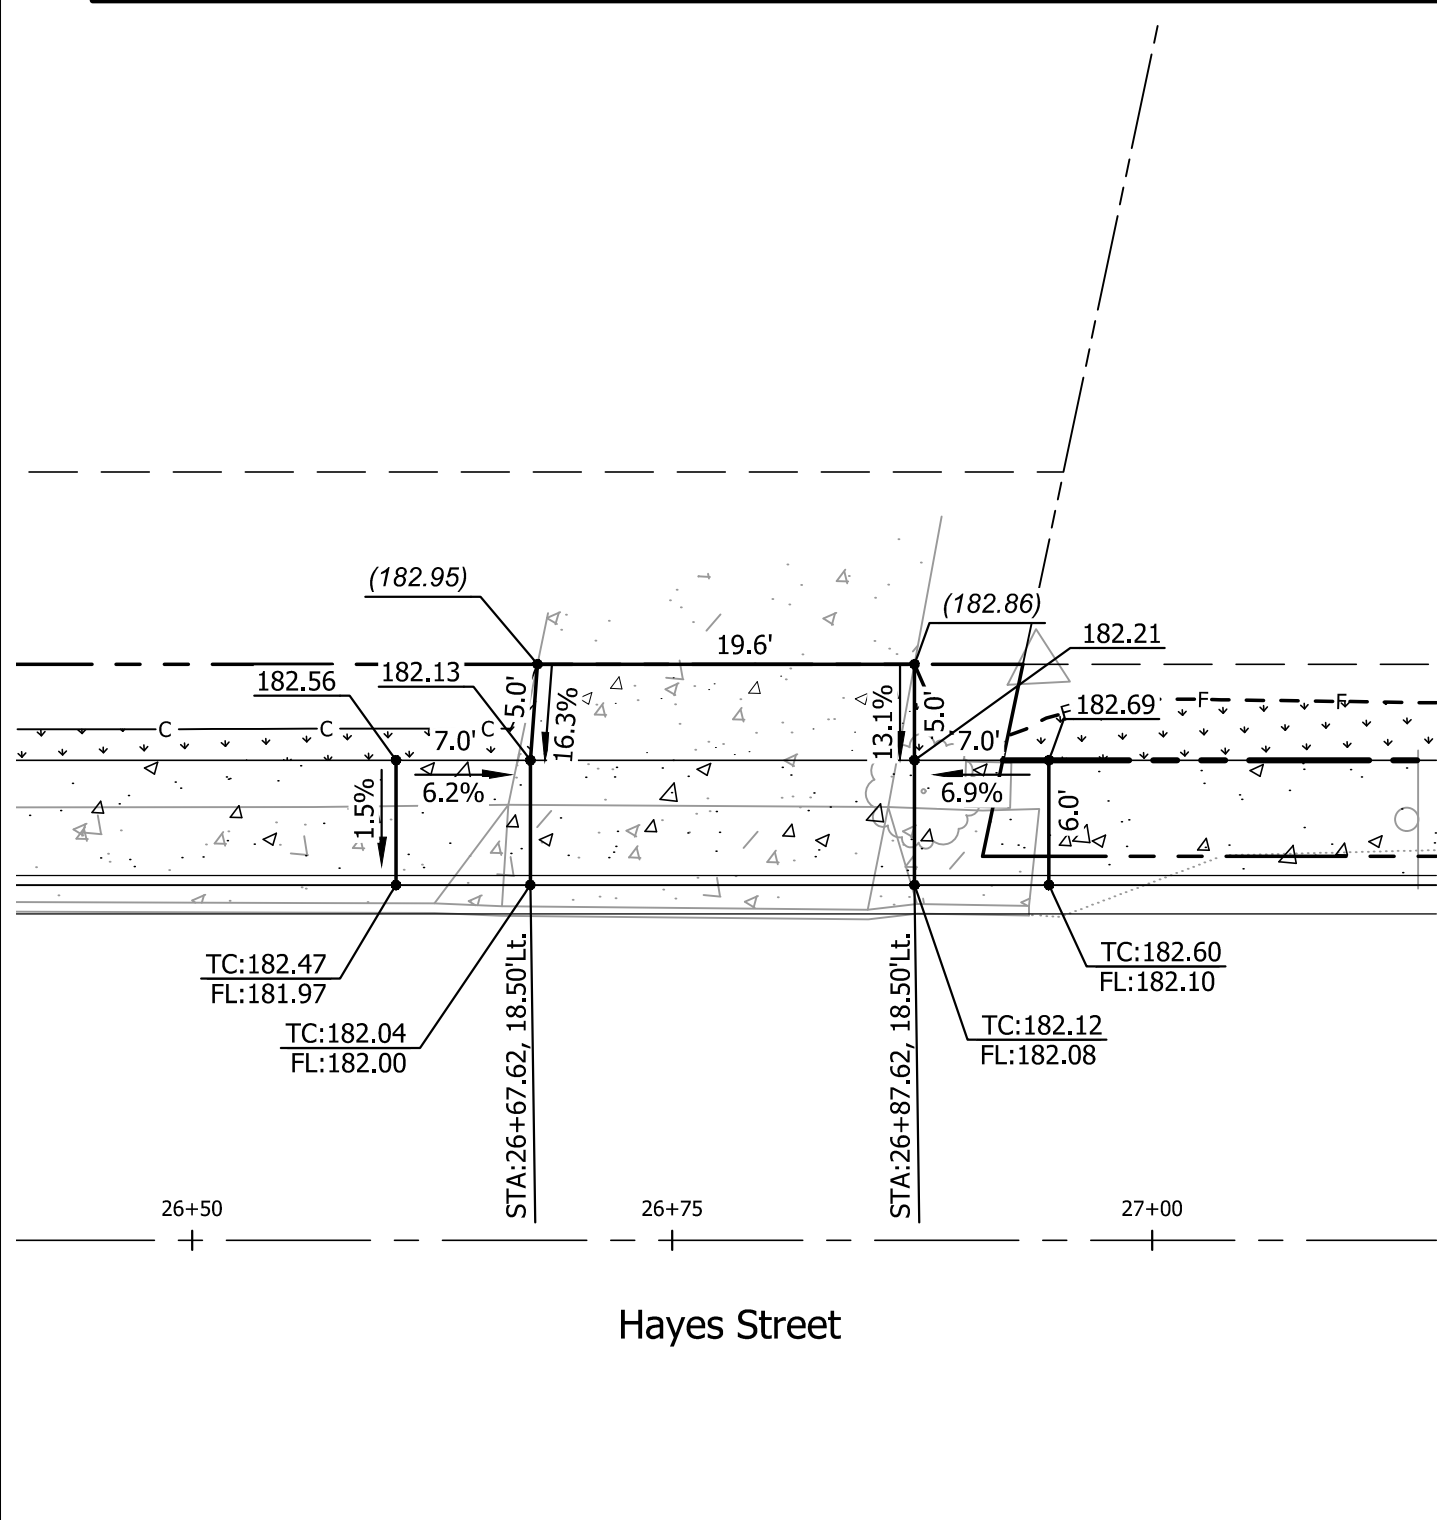 (182.95)
(182.86)
182.21
19.6'
182.56
182.13
5.0'
16.3%
13.1%
5.0'
182.69
F
F
F
C
C
C
7.0'
7.0'
6.2%
6.9%
1.5%
6.0'
TC:182.47
FL:181.97
TC:182.04
FL:182.00
STA:26+67.62, 18.50'Lt.
STA:26+87.62, 18.50'Lt.
TC:182.60
FL:182.10
TC:182.12
FL:182.08
26+50
26+75
27+00
Hayes Street